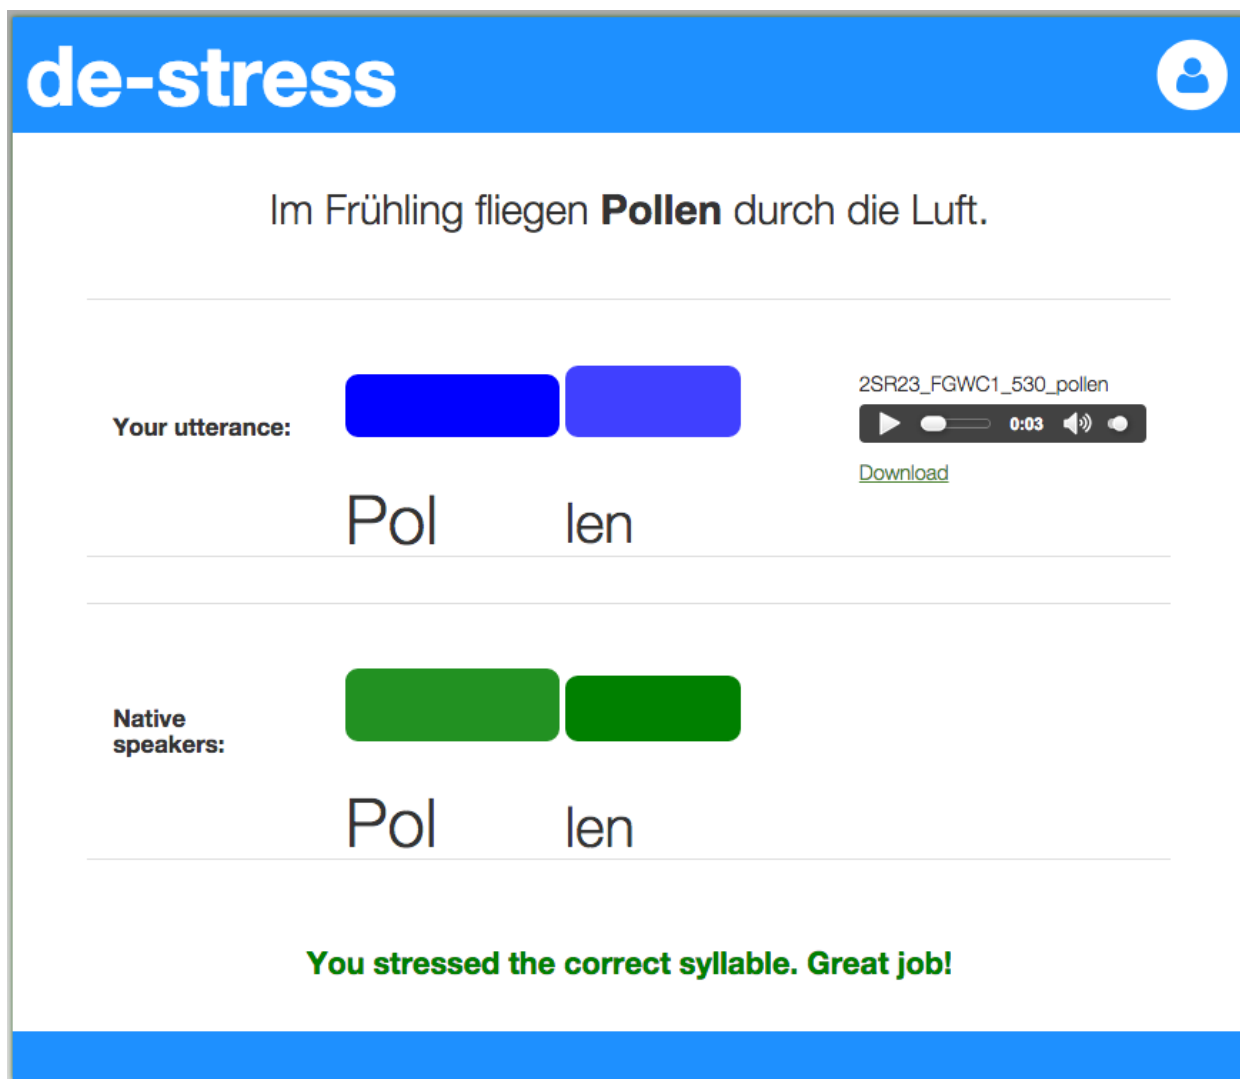 de-stress
Im Frühling fliegen Pollen durch die Luft.
Your utterance:
Pol len
2SR23_FGWC1_530_pollen
0:03
Download
Native
speakers:
Pol len
You stressed the correct syllable. Great job!